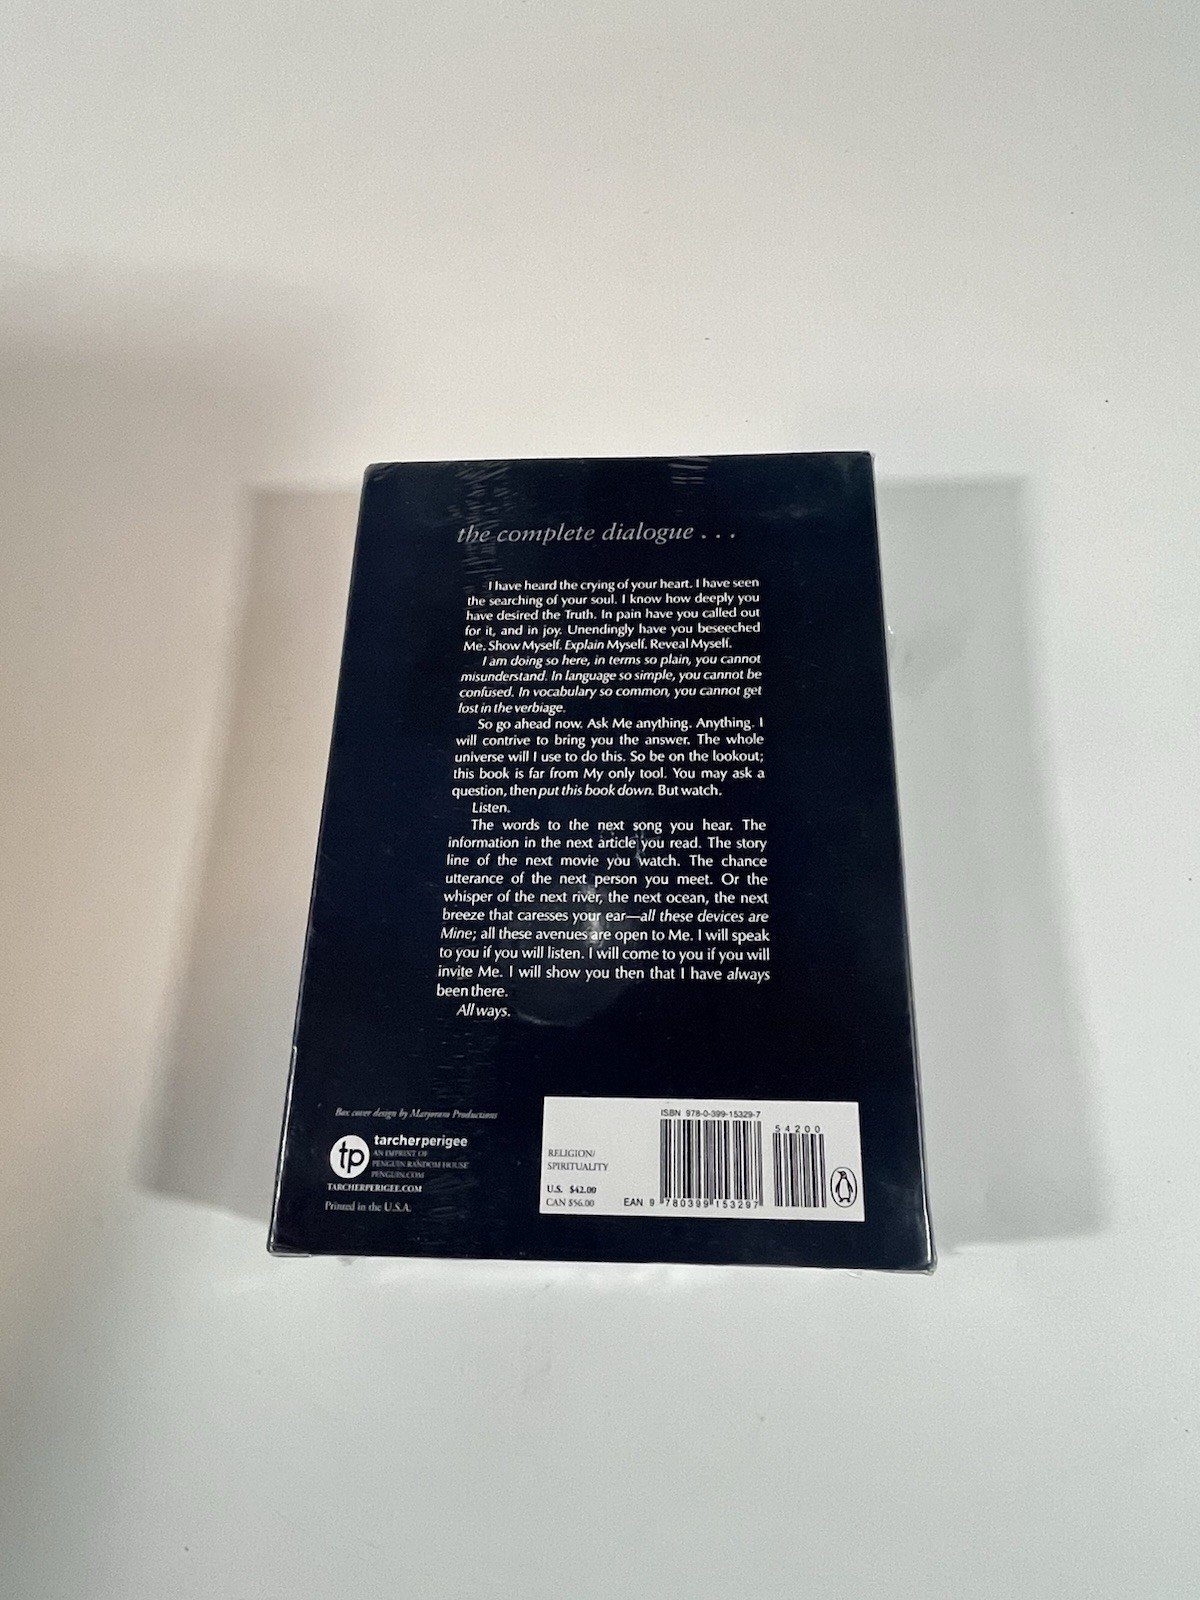 the complete dialogue . . .
I have heard the crying of your heart. I have seen
the searching of your soul. I know how deeply you
have desired the Truth. In pain have you called out
for it, and in joy. Unendingly have you beseeched
Me. Show Myself. Explain Myself. Reveal Myself.
I am doing so here, in terms so plain, you cannot
misunderstand. In language so simple, you cannot be
confused. In vocabulary so common, you cannot get
lost in the verbiage.
So go ahead now. Ask Me anything. Anything. I
will contrive to bring you the answer. The whole
universe will I use to do this. So be on the lookout;
this book is far from My only tool. You may ask a
question, then put this book down. But watch.
Listen.
The words to the next song you hear. The
information in the next article you read. The story
line of the next movie you watch. The chance
utterance of the next person you meet. Or the
whisper of the next river, the next ocean, the next
breeze that caresses your ear—all these devices are
Mine; all these avenues are open to Me. I will speak
to you if you will listen. I will come to you if you will
invite Me. I will show you then that I have always
been there.
All ways.
Box cover design by Marjoram Productions
tp
tarcherperigee
AN IMPRINT OF
PENGUIN RANDOM HOUSE
PENGUIN.COM
TARCHERPERIGEE.COM
Printed in the U.S.A.
RELIGION/
SPIRITUALITY
U.S. $42.00
CAN $56.00
ISBN 978-0-399-15329-7
54200
EAN 9 780399 153297